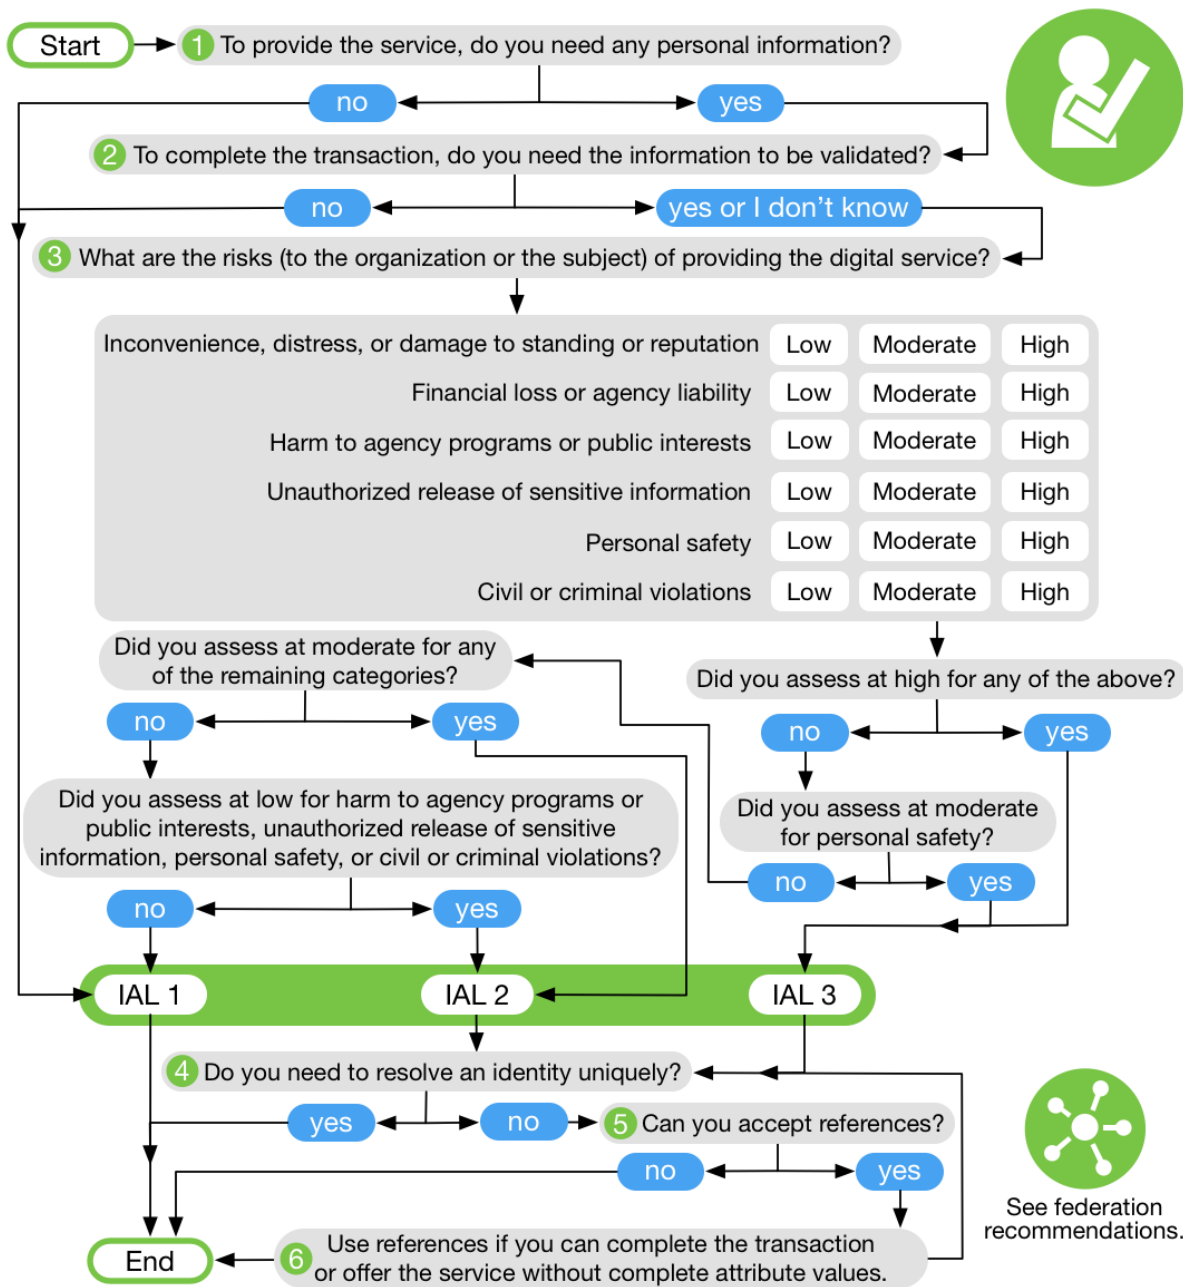 Start
1 To provide the service, do you need any personal information?
no
yes
2 To complete the transaction, do you need the information to be validated?
no
yes or I don’t know
3 What are the risks (to the organization or the subject) of providing the digital service?
Inconvenience, distress, or damage to standing or reputation Low Moderate High
Financial loss or agency liability Low Moderate High
Harm to agency programs or public interests Low Moderate High
Unauthorized release of sensitive information Low Moderate High
Personal safety Low Moderate High
Civil or criminal violations Low Moderate High
Did you assess at high for any of the above?
no
yes
Did you assess at moderate
for personal safety?
no
yes
Did you assess at moderate for any
of the remaining categories?
no
yes
Did you assess at low for harm to agency programs or
public interests, unauthorized release of sensitive
information, personal safety, or civil or criminal violations?
no
yes
IAL 1
IAL 2
IAL 3
4 Do you need to resolve an identity uniquely?
yes
no
5 Can you accept references?
no
yes
6 Use references if you can complete the transaction
or offer the service without complete attribute values.
End
See federation
recommendations.